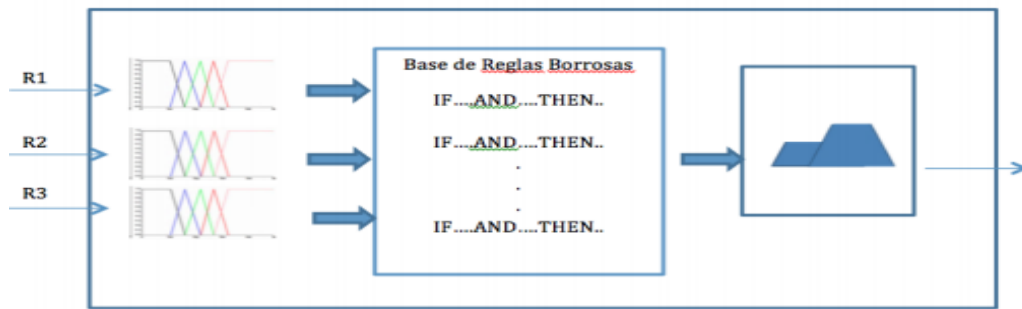 R1
R2
R3
Base de Reglas Borrosas
IF....AND....THEN..
IF....AND....THEN..
.
.
.
IF....AND....THEN..